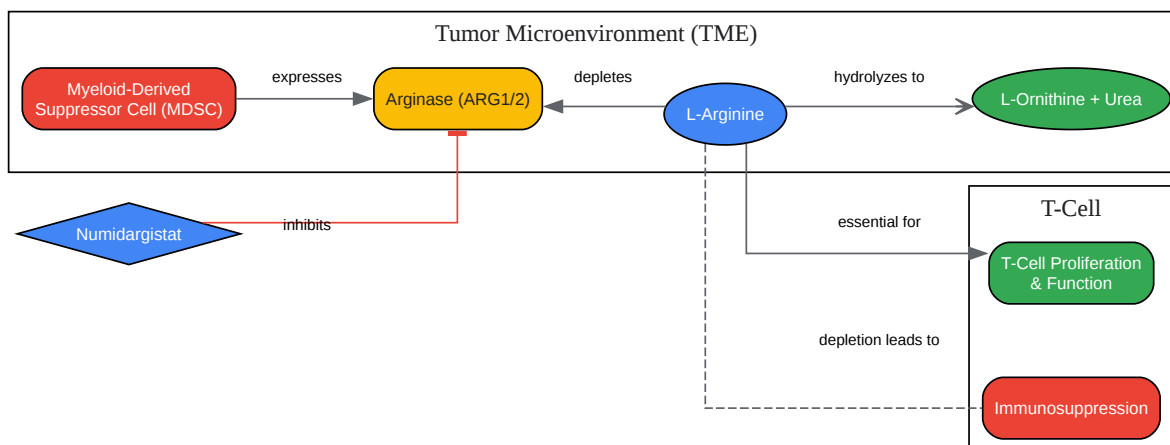 Tumor Microenvironment (TME)
Myeloid-Derived
Suppressor Cell (MDSC)
expresses
Arginase (ARG1/2)
depletes
L-Arginine
hydrolyzes to
L-Ornithine + Urea
Numidargistat
inhibits
essential for
T-Cell
T-Cell Proliferation
& Function
depletion leads to
Immunosuppression